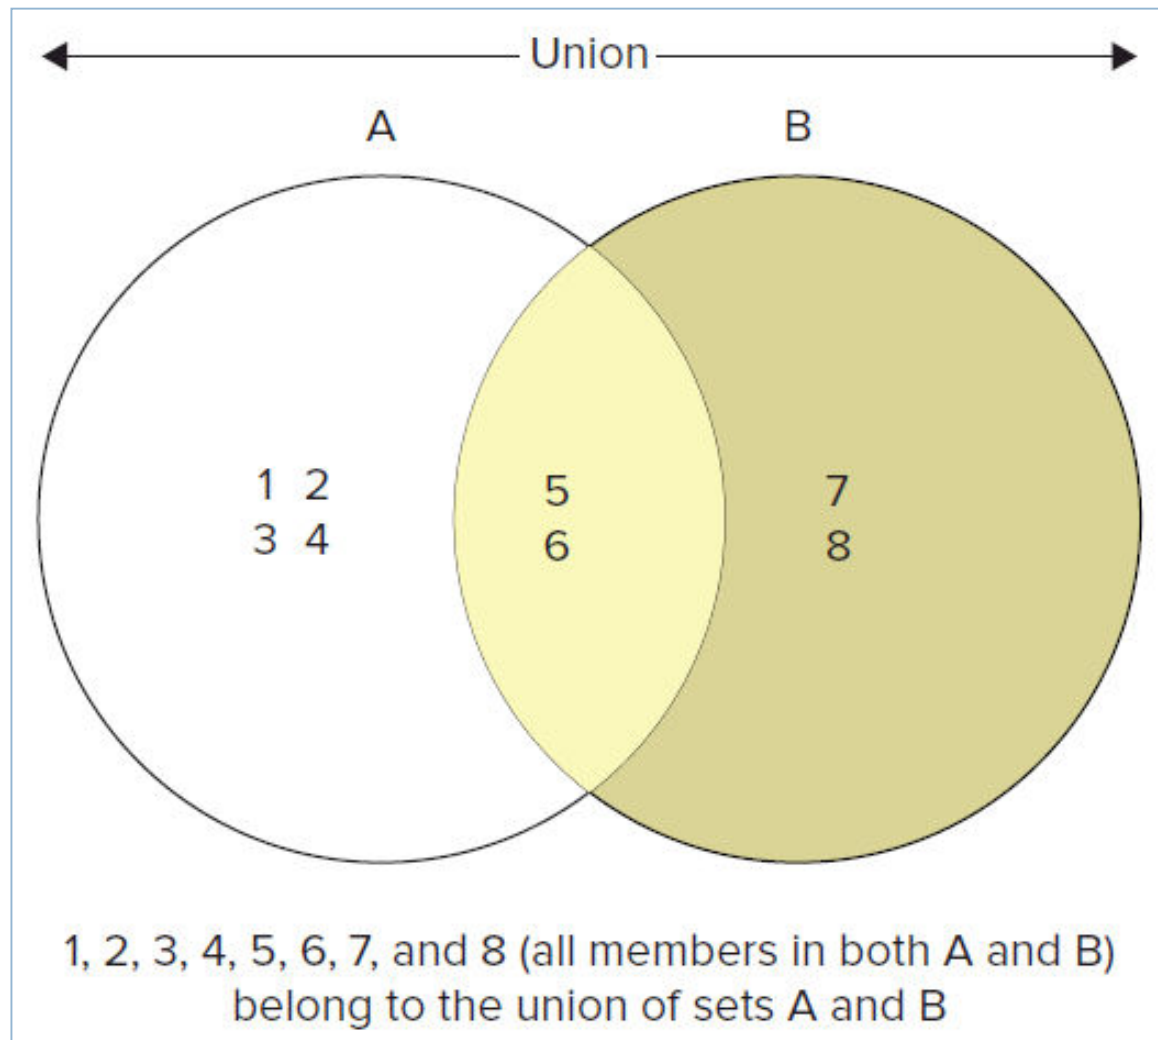 Union
A B
1 2
3 4
5
6
7
8
1, 2, 3, 4, 5, 6, 7, and 8 (all members in both A and B)
belong to the union of sets A and B